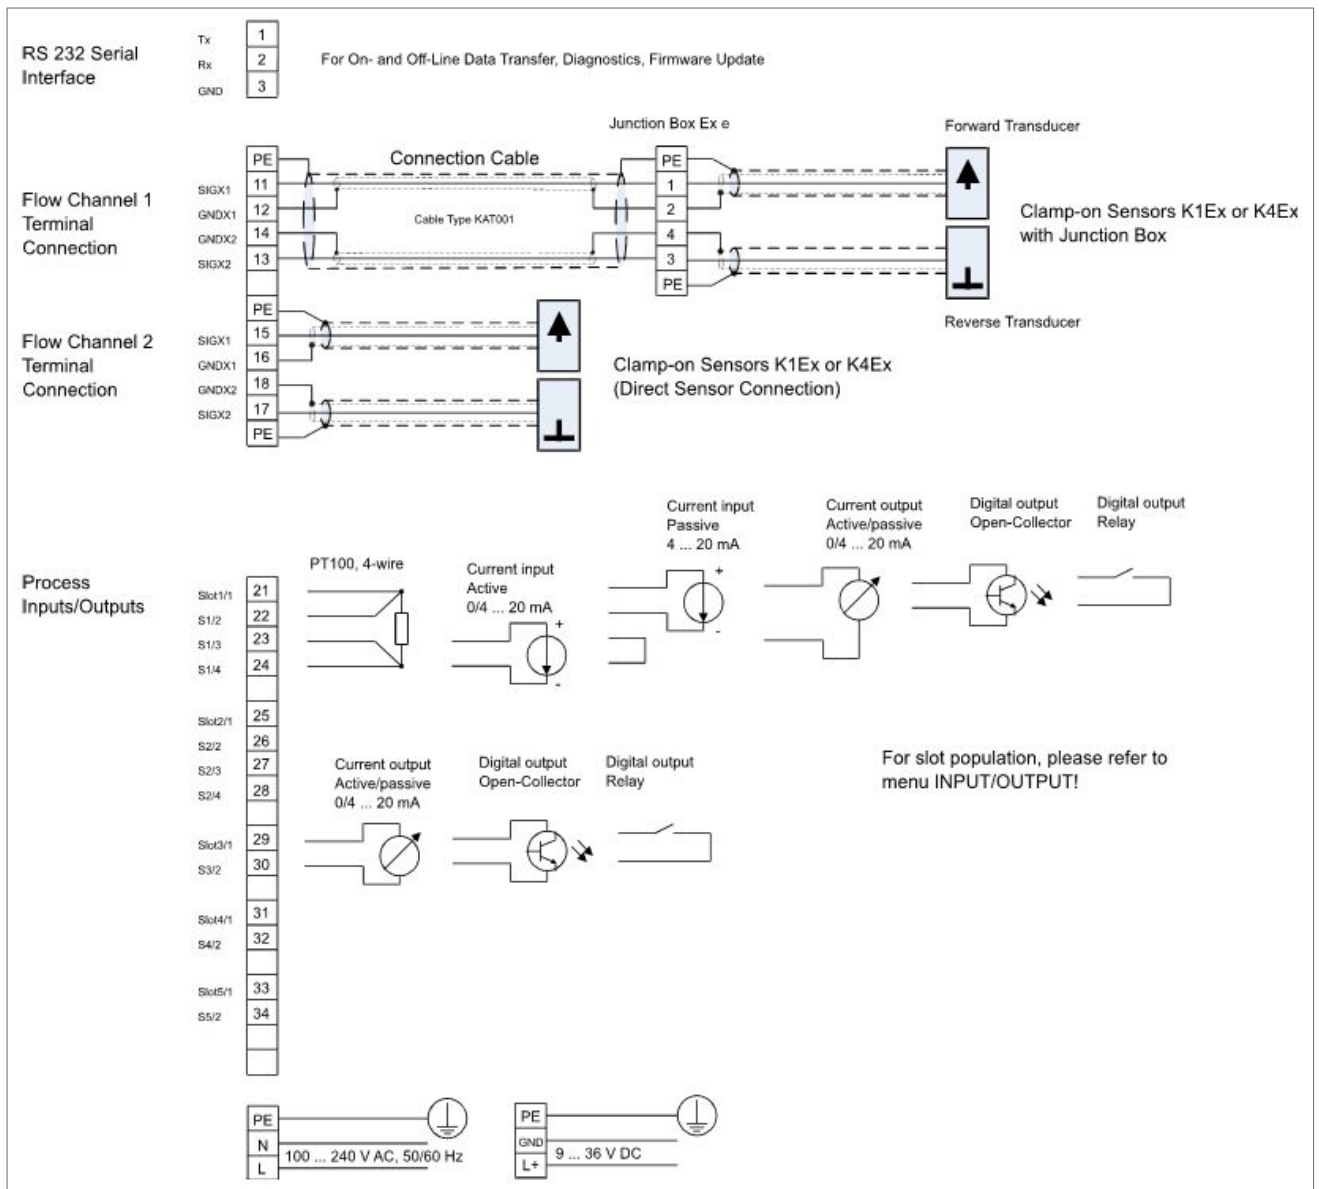 RS 232 Serial
Interface
Tx 1
Rx 2
GND 3
For On- and Off-Line Data Transfer, Diagnostics, Firmware Update
Flow Channel 1
Terminal
Connection
PE
SIGX1 11
GNDX1 12
GNDX2 14
SIGX2 13
Connection Cable
Cable Type KAT001
Junction Box Ex e
PE
1
2
4
3
PE
Forward Transducer
Clamp-on Sensors K1Ex or K4Ex
with Junction Box
Reverse Transducer
Flow Channel 2
Terminal
Connection
PE
SIGX1 15
GNDX1 16
GNDX2 18
SIGX2 17
PE
Clamp-on Sensors K1Ex or K4Ex
(Direct Sensor Connection)
Process
Inputs/Outputs
Slot1/1 21
S1/2 22
S1/3 23
S1/4 24
PT100, 4-wire
Current input
Active
0/4 ... 20 mA
+
-
Current input
Passive
4 ... 20 mA
+
-
Current output
Active/passive
0/4 ... 20 mA
Digital output
Open-Collector
Digital output
Relay
Slot2/1 25
S2/2 26
S2/3 27
S2/4 28
Slot3/1 29
S3/2 30
Current output
Active/passive
0/4 ... 20 mA
Digital output
Open-Collector
Digital output
Relay
For slot population, please refer to
menu INPUT/OUTPUT!
Slot4/1 31
S4/2 32
Slot5/1 33
S5/2 34
PE
N
L
100 ... 240 V AC, 50/60 Hz
PE
GND
L+
9 ... 36 V DC